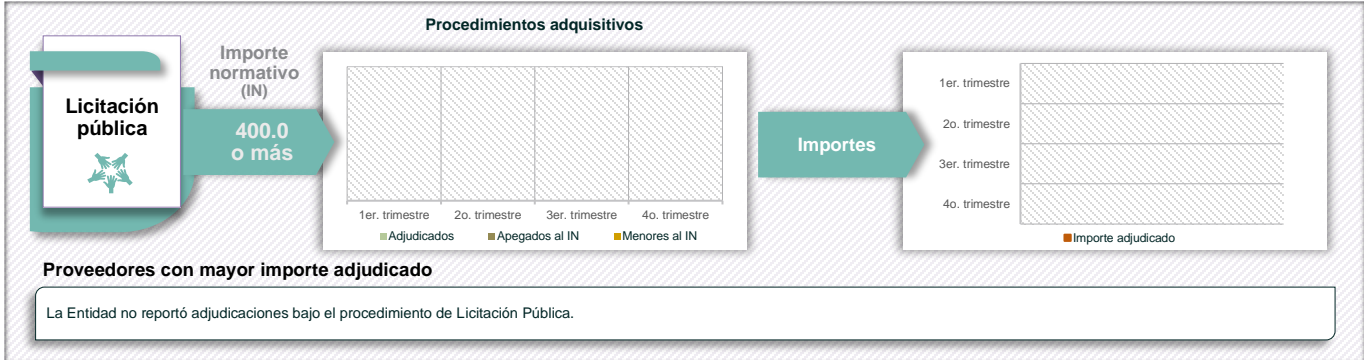 Procedimientos adquisitivos
Licitación
pública
Importe
normativo
(IN)
400.0
o más
1er. trimestre
2o. trimestre
3er. trimestre
4o. trimestre
Adjudicados
Apegados al IN
Menores al IN
Importes
1er. trimestre
2o. trimestre
3er. trimestre
4o. trimestre
Importe adjudicado
Proveedores con mayor importe adjudicado
La Entidad no reportó adjudicaciones bajo el procedimiento de Licitación Pública.